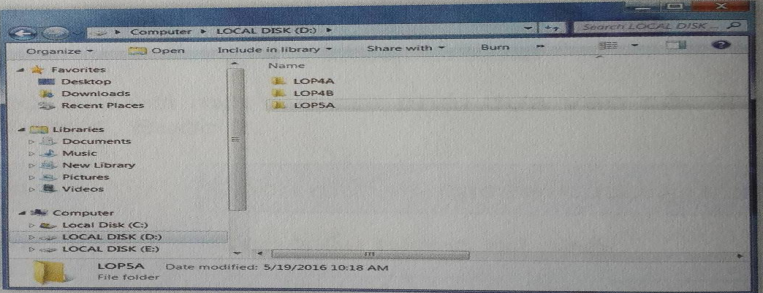 Computer ▸ LOCAL DISK (D:) ▸
Search LOCAL DISK ...
Organize Open Include in library Share with Burn »
Favorites
Desktop
Downloads
Recent Places
Libraries
Documents
Music
New Library
Pictures
Videos
Computer
Local Disk (C:)
LOCAL DISK (D:)
LOCAL DISK (E:)
Name
LOP4A
LOP4B
LOP5A
LOP5A Date modified: 5/19/2016 10:18 AM
File folder